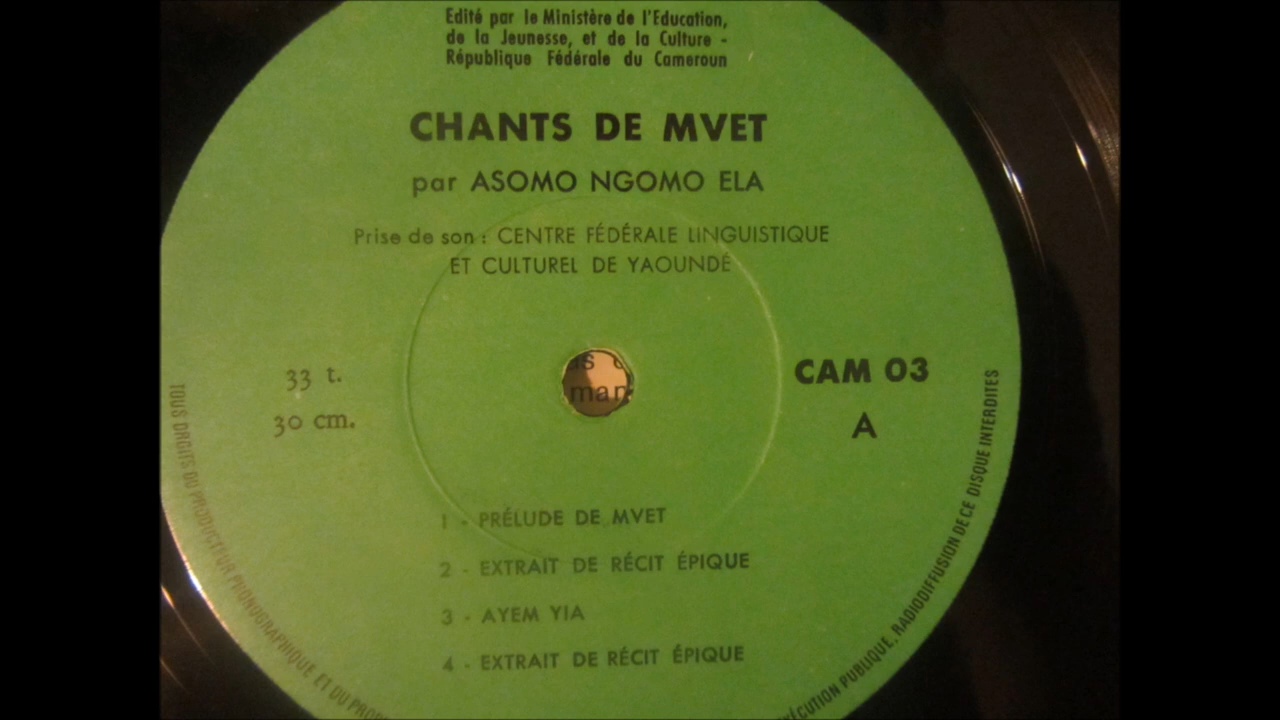 Edité par le Ministère de l'Education,
de la Jeunesse, et de la Culture -
République Fédérale du Cameroun
CHANTS DE MVET
par ASOMO NGOMO ELA
Prise de son : CENTRE FÉDÉRALE LINGUISTIQUE
ET CULTUREL DE YAOUNDÉ
33 t.
30 cm.
CAM 03
A
1 - PRÉLUDE DE MVET
2 - EXTRAIT DE RÉCIT ÉPIQUE
3 - AYEM YIA
4 - EXTRAIT DE RÉCIT ÉPIQUE
TOUS DROITS DU PRODUCTEUR PHONOGRAPHIQUE ET DU
PUBLIQUE, RADIODIFFUSION DE CE DISQUE INTERDITES